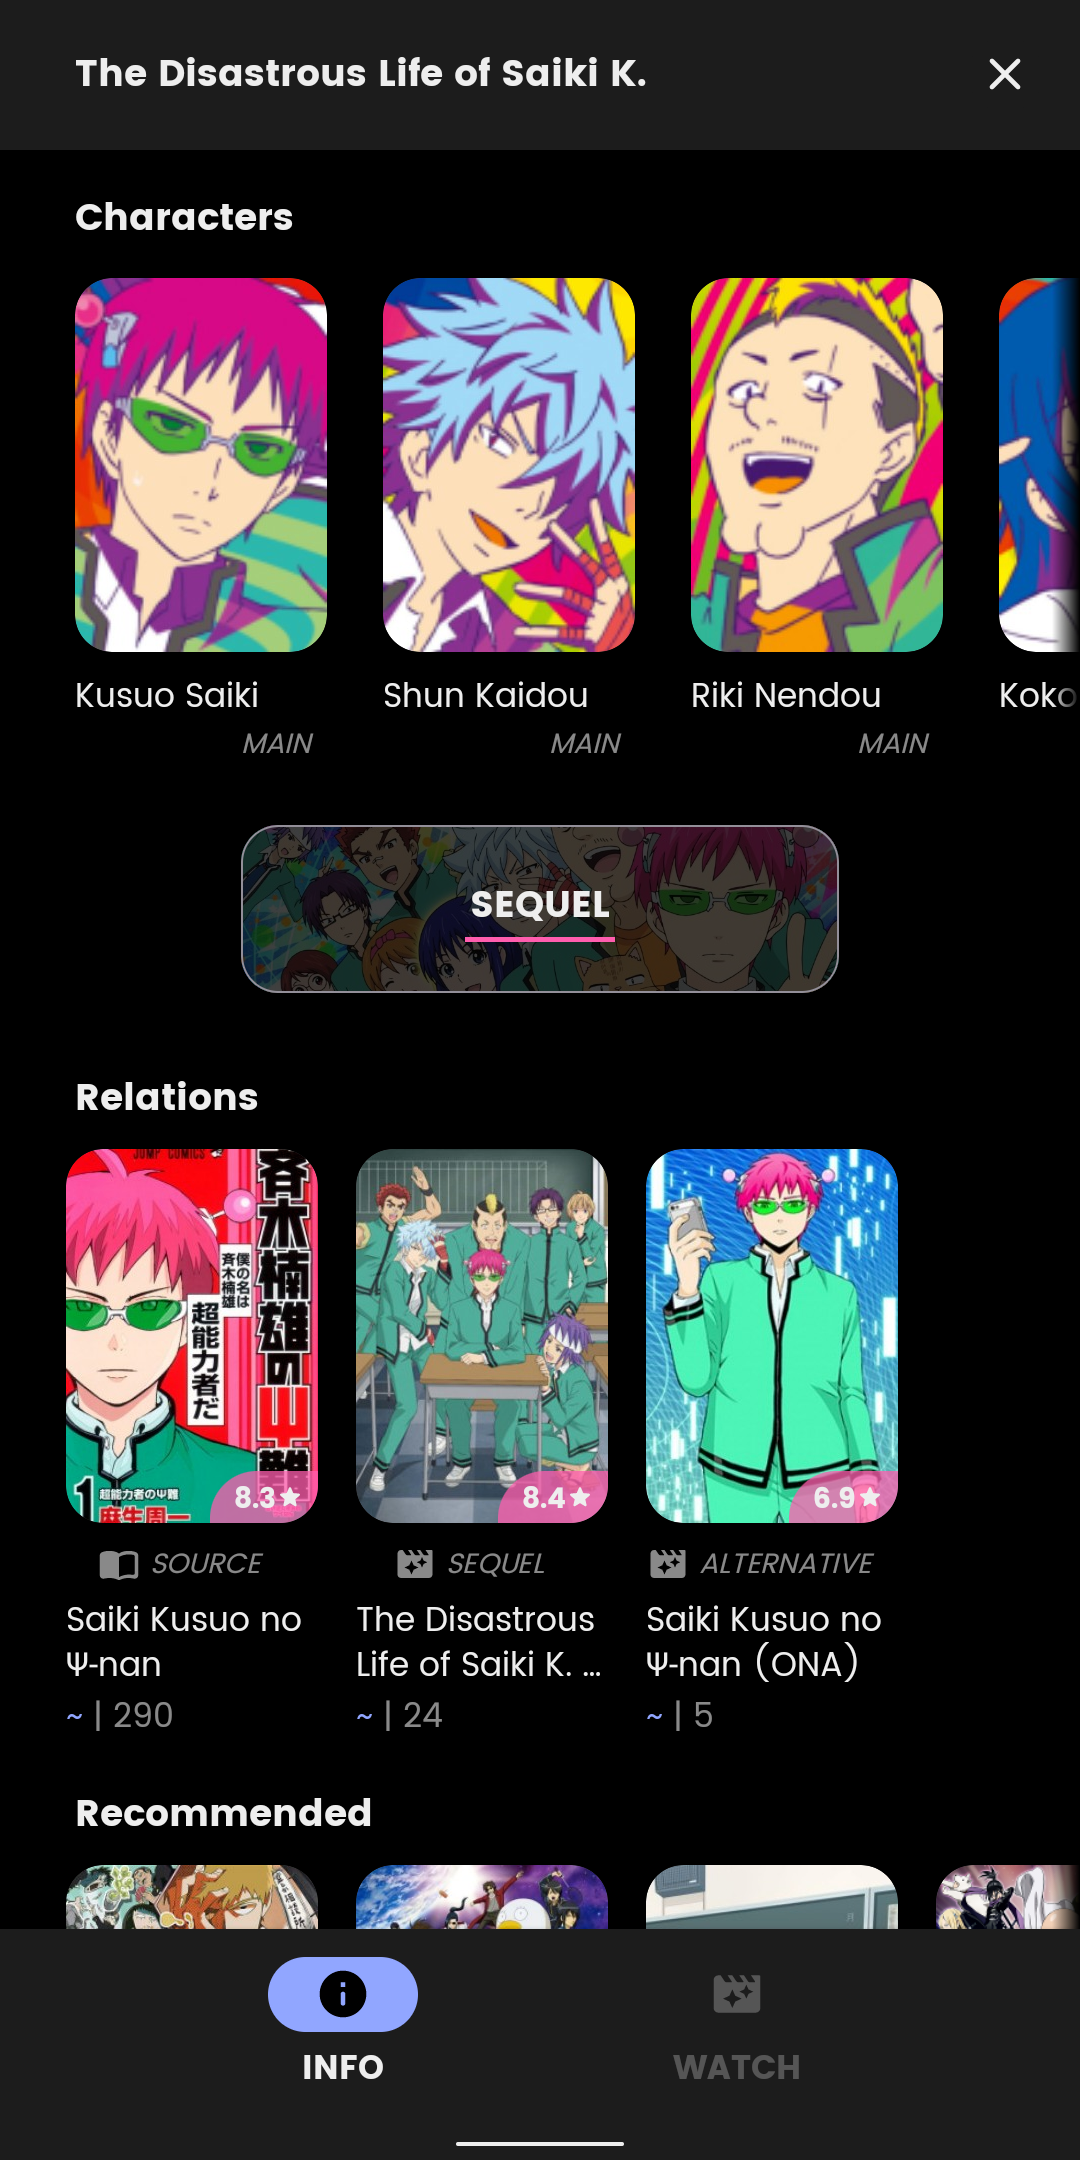 The Disastrous Life of Saiki K.
Characters
Kusuo Saiki
MAIN
Shun Kaidou
MAIN
Riki Nendou
MAIN
Koko
SEQUEL
Relations
JUMP COMICS
斉木楠雄のΨ難
僕の名は
斉木楠雄
超能力者だ
1
超能力者のΨ難
麻生周一
8.3
SOURCE
Saiki Kusuo no
Ψ-nan
~ | 290
8.4
SEQUEL
The Disastrous
Life of Saiki K. ...
~ | 24
6.9
ALTERNATIVE
Saiki Kusuo no
Ψ-nan (ONA)
~ | 5
Recommended
INFO
WATCH